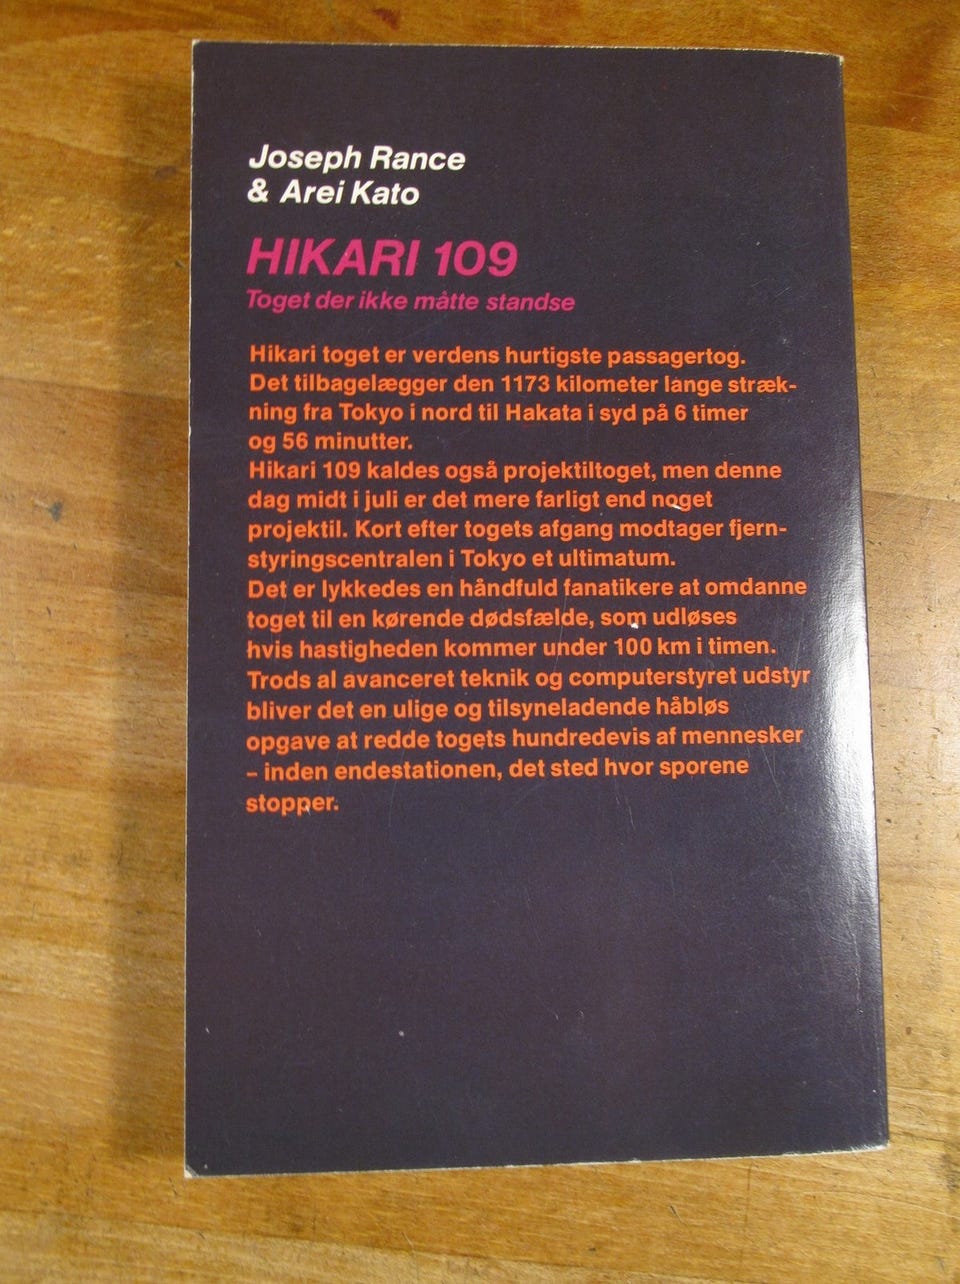 Joseph Rance
& Arei Kato
HIKARI 109
Toget der ikke måtte standse
Hikari toget er verdens hurtigste passagertog.
Det tilbagelægger den 1173 kilometer lange stræk-
ning fra Tokyo i nord til Hakata i syd på 6 timer
og 56 minutter.
Hikari 109 kaldes også projektiltoget, men denne
dag midt i juli er det mere farligt end noget
projektil. Kort efter togets afgang modtager fjern-
styringscentralen i Tokyo et ultimatum.
Det er lykkedes en håndfuld fanatikere at omdanne
toget til en kørende dødsfælde, som udløses
hvis hastigheden kommer under 100 km i timen.
Trods al avanceret teknik og computerstyret udstyr
bliver det en ulige og tilsyneladende håbløs
opgave at redde togets hundredevis af mennesker
– inden endestationen, det sted hvor sporene
stopper.